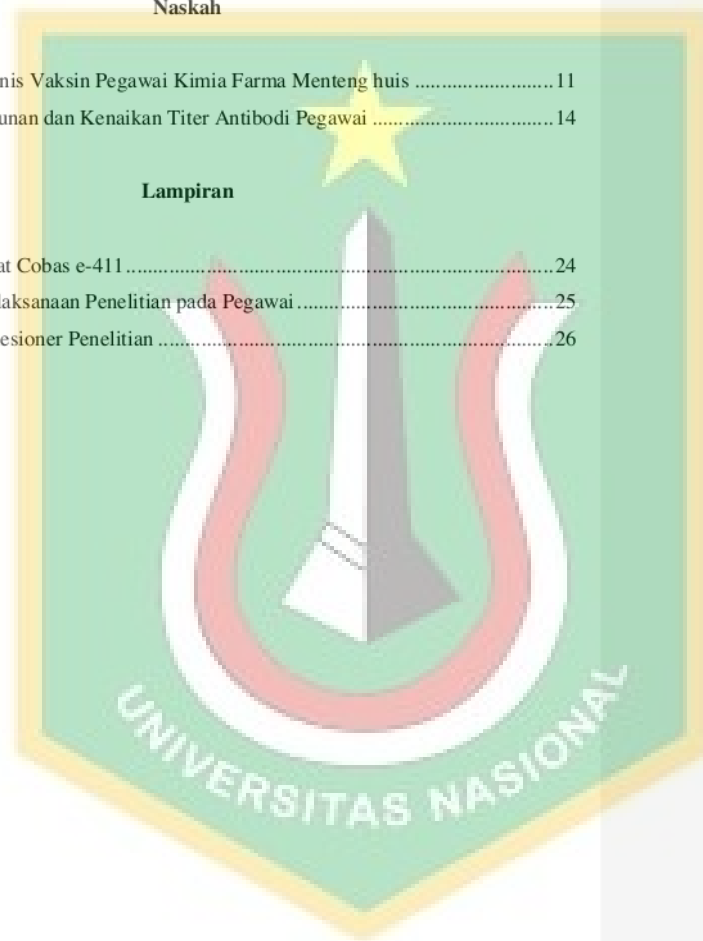 Naskah
nis Vaksin Pegawai Kimia Farma Menteng huis ..........................11
unan dan Kenaikan Titer Antibodi Pegawai ..................................14
Lampiran
at Cobas e-411................................................................................24
laksanaan Penelitian pada Pegawai................................................25
esioner Penelitian ..........................................................................26
UNIVERSITAS NASIONAL